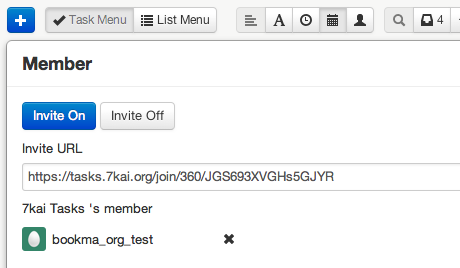 + Task Menu List Menu A 4
Member
Invite On Invite Off
Invite URL
https://tasks.7kai.org/join/360/JGS693XVGHs5GJYR
7kai Tasks 's member
bookma_org_test